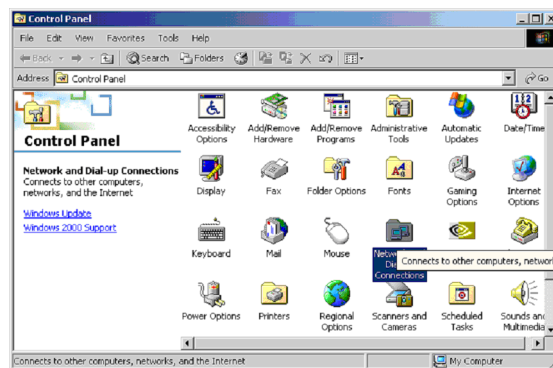 Control Panel
File Edit View Favorites Tools Help
Back Search Folders
Address Control Panel Go
Control Panel
Network and Dial-up Connections
Connects to other computers,
networks, and the Internet
Windows Update
Windows 2000 Support
Accessibility Options
Add/Remove Hardware
Add/Remove Programs
Administrative Tools
Automatic Updates
Date/Time
Display
Fax
Folder Options
Fonts
Gaming Options
Internet Options
Keyboard
Mail
Mouse
Connections
Connects to other computers, networ
Power Options
Printers
Regional Options
Scanners and Cameras
Scheduled Tasks
Sounds and Multimedia
Connects to other computers, networks, and the Internet
My Computer